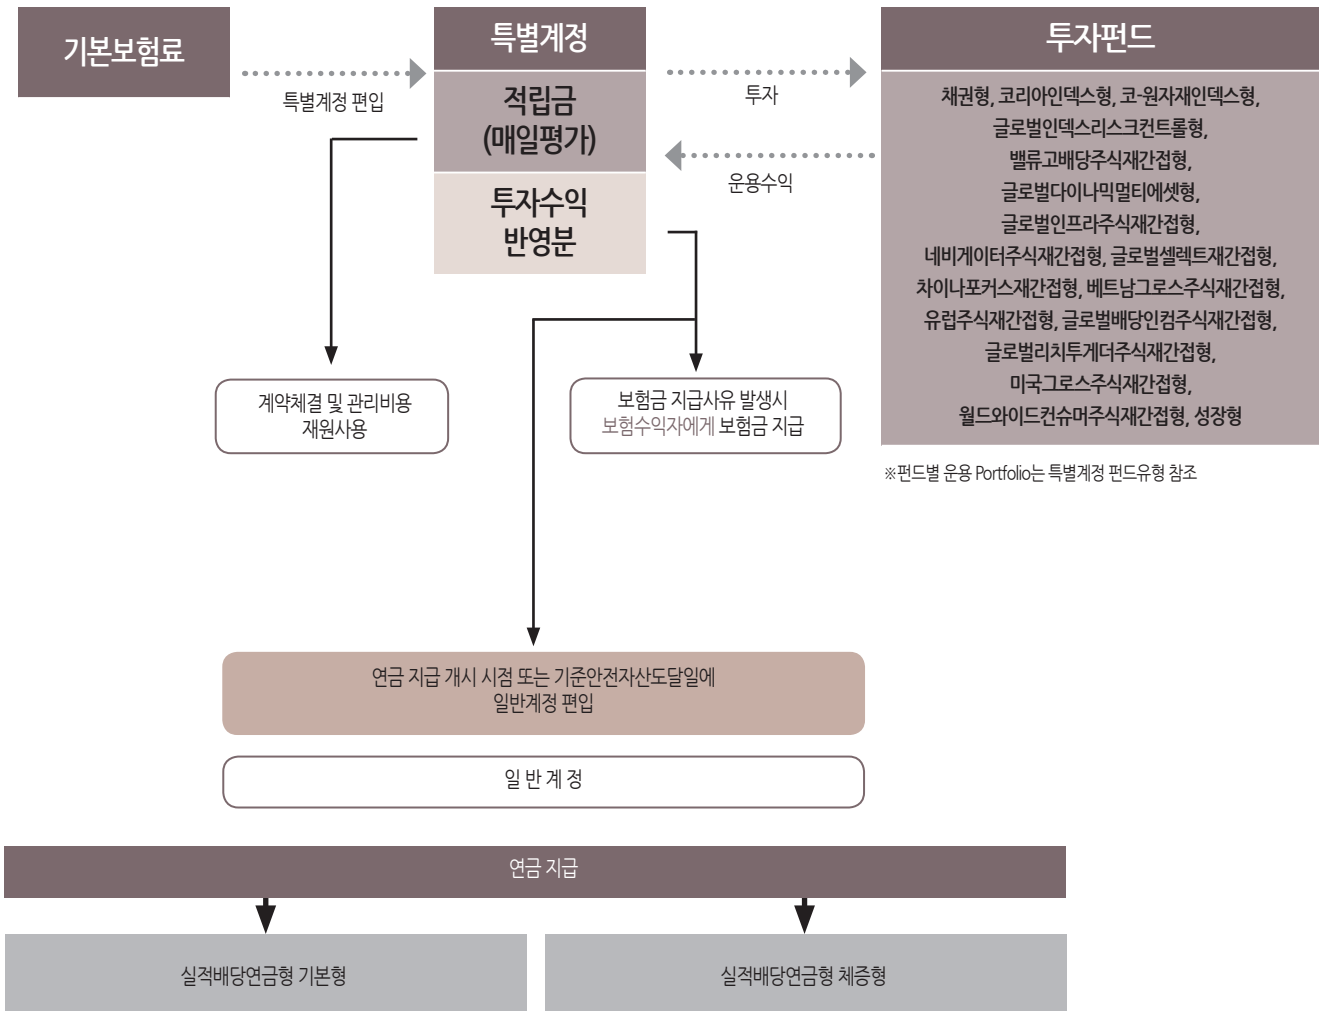 기본보험료
특별계정 편입
특별계정
적립금
(매일평가)
투자수익
반영분
투자
운용수익
투자펀드
채권형, 코리아인덱스형, 코-원자재인덱스형,
글로벌인덱스리스크컨트롤형,
밸류고배당주식재간접형,
글로벌다이나믹멀티에셋형,
글로벌인프라주식재간접형,
네비게이터주식재간접형, 글로벌셀렉트재간접형,
차이나포커스재간접형, 베트남그로스주식재간접형,
유럽주식재간접형, 글로벌배당인컴주식재간접형,
글로벌리치투게더주식재간접형,
미국그로스주식재간접형,
월드와이드컨슈머주식재간접형, 성장형
※펀드별 운용 Portfolio는 특별계정 펀드유형 참조
계약체결 및 관리비용
재원사용
보험금 지급사유 발생시
보험수익자에게 보험금 지급
연금 지급 개시 시점 또는 기준안전자산도달일에
일반계정 편입
일 반 계 정
연금 지급
실적배당연금형 기본형
실적배당연금형 체증형